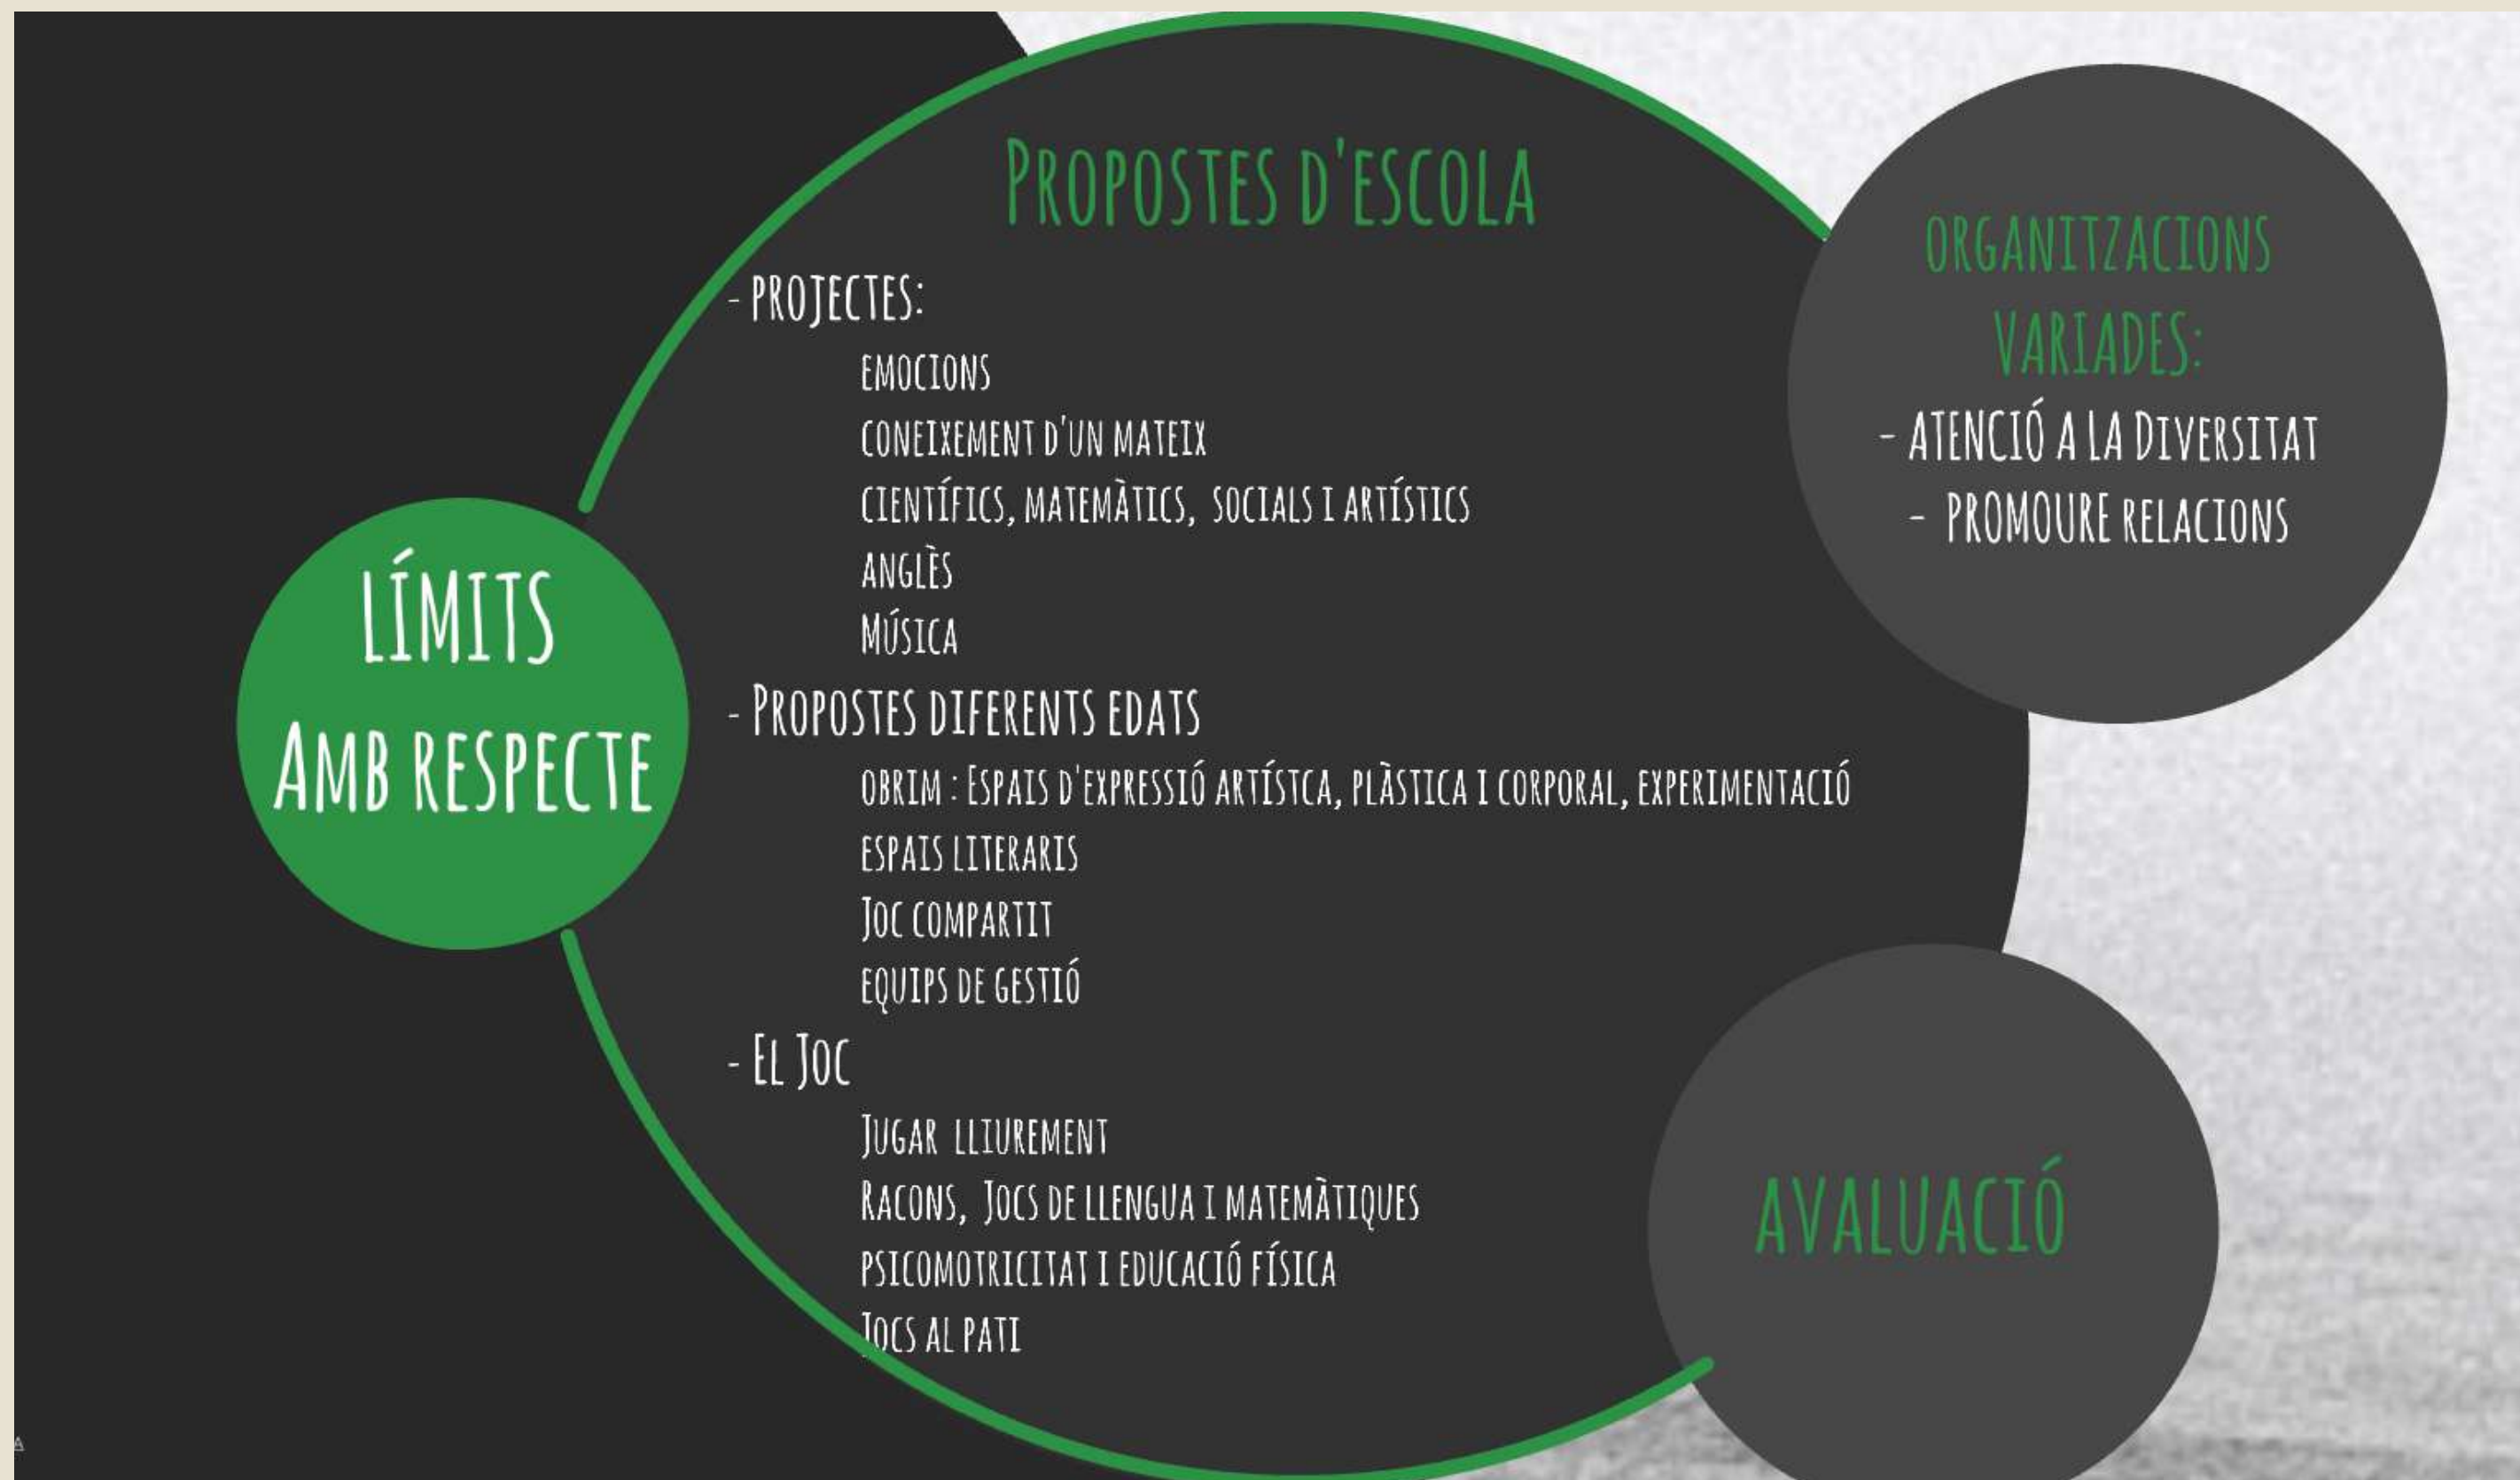 LÍMITS
AMB RESPECTE
PROPOSTES D'ESCOLA
- PROJECTES:
EMOCIONS
CONEIXEMENT D'UN MATEIX
CIENTÍFICS, MATEMÀTICS, SOCIALS I ARTÍSTICS
ANGLÈS
MÚSICA
- PROPOSTES DIFERENTS EDATS
OBRIM : ESPAIS D'EXPRESSIÓ ARTÍSTCA, PLÀSTICA I CORPORAL, EXPERIMENTACIÓ
ESPAIS LITERARIS
JOC COMPARTIT
EQUIPS DE GESTIÓ
- EL JOC
JUGAR LLIUREMENT
RACONS, JOCS DE LLENGUA I MATEMÀTIQUES
PSICOMOTRICITAT I EDUCACIÓ FÍSICA
JOCS AL PATI
ORGANITZACIONS
VARIADES:
- ATENCIÓ A LA DIVERSITAT
- PROMOURE RELACIONS
AVALUACIÓ
A